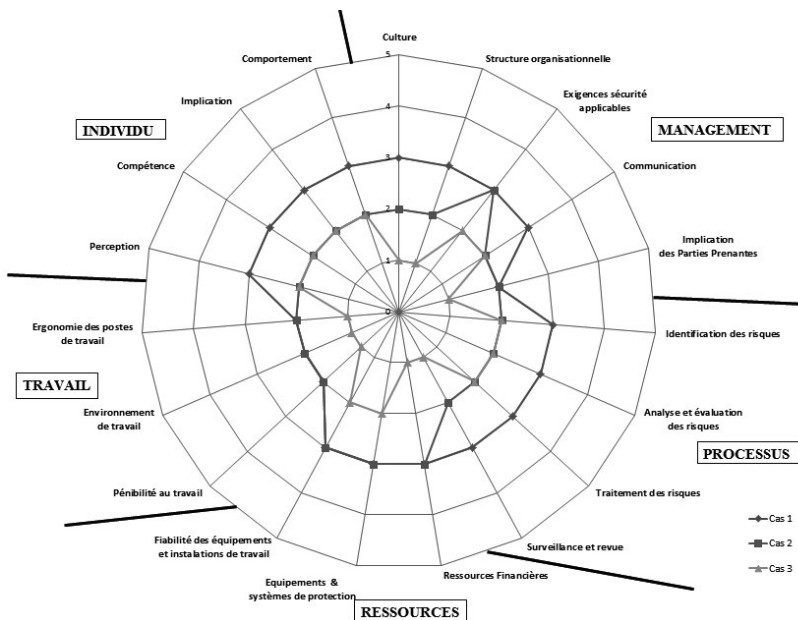 Culture
Structure organisationnelle
Exigences sécurité
applicables
Communication
Implication
des Parties Prenantes
Identification des risques
Analyse et évaluation
des risques
Traitement des risques
Surveillance et revue
Ressources Financières
Equipements &
systèmes de protection
Fiabilité des équipements
et instalations de travail
Pénibilité au travail
Environnement
de travail
Ergonomie des postes
de travail
Perception
Compétence
Implication
Comportement
5
4
3
2
1
0
INDIVIDU
MANAGEMENT
TRAVAIL
PROCESSUS
RESSOURCES
Cas 1
Cas 2
Cas 3